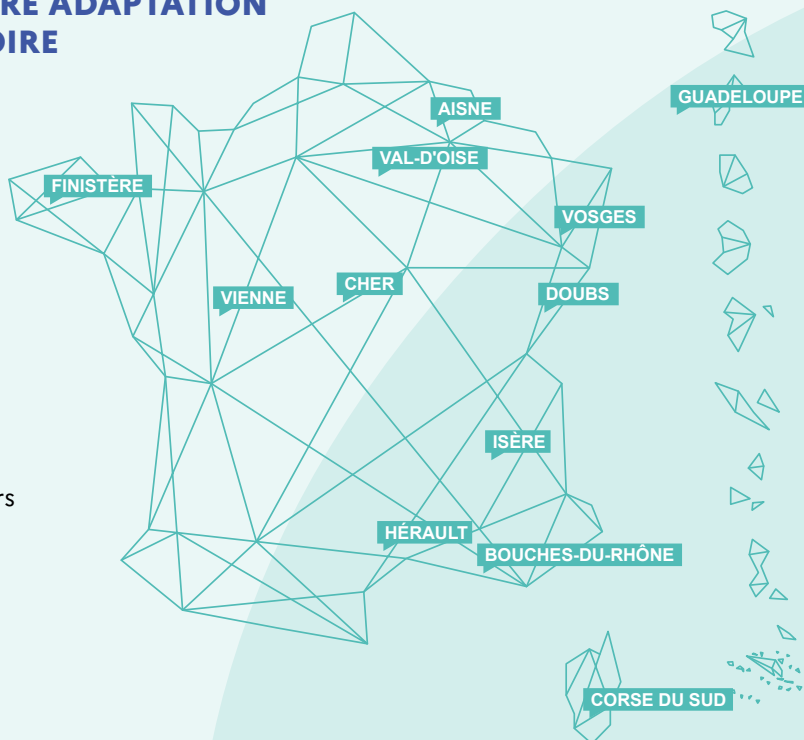 RE ADAPTATION
OIRE
AISNE
GUADELOUPE
VAL-D'OISE
FINISTÈRE
VOSGES
CHER
VIENNE
DOUBS
ISÈRE
rs
HÉRAULT
BOUCHES-DU-RHÔNE
CORSE DU SUD